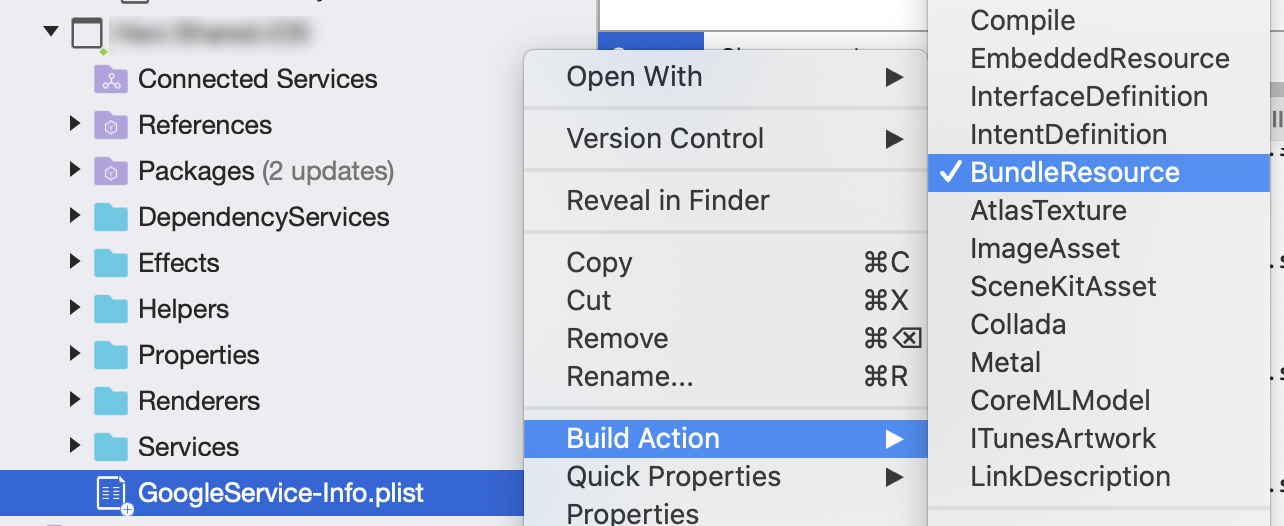 Connected Services
References
Packages (2 updates)
DependencyServices
Effects
Helpers
Properties
Renderers
Services
GoogleService-Info.plist
Open With
Version Control
Reveal in Finder
Copy ⌘C
Cut ⌘X
Remove ⌘⌫
Rename... ⌘R
Build Action
Quick Properties
Properties
Compile
EmbeddedResource
InterfaceDefinition
IntentDefinition
✓ BundleResource
AtlasTexture
ImageAsset
SceneKitAsset
Collada
Metal
CoreMLModel
ITunesArtwork
LinkDescription